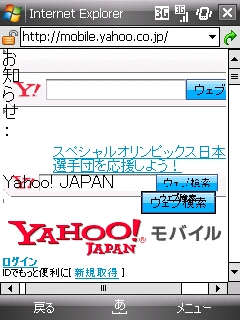 Internet Explorer
3G
http://mobile.yahoo.co.jp/
お知らせ:
Y!
ウェブ
スペシャルオリンピックス日本
選手団を応援しよう!
Yahoo! JAPAN
ウェブ検索
ウェブ検索
YAHOO! JAPAN モバイル
ログイン
IDでもっと便利に[新規取得]
戻る あ メニュー